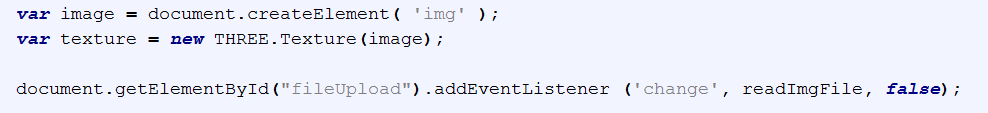 var image = document.createElement( 'img' );
var texture = new THREE.Texture(image);
document.getElementById("fileUpload").addEventListener ('change', readImgFile, false);